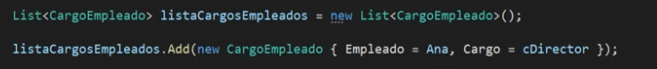 List<CargoEmpleado> listaCargosEmpleados = new List<CargoEmpleado>();
listaCargosEmpleados.Add(new CargoEmpleado { Empleado = Ana, Cargo = cDirector });